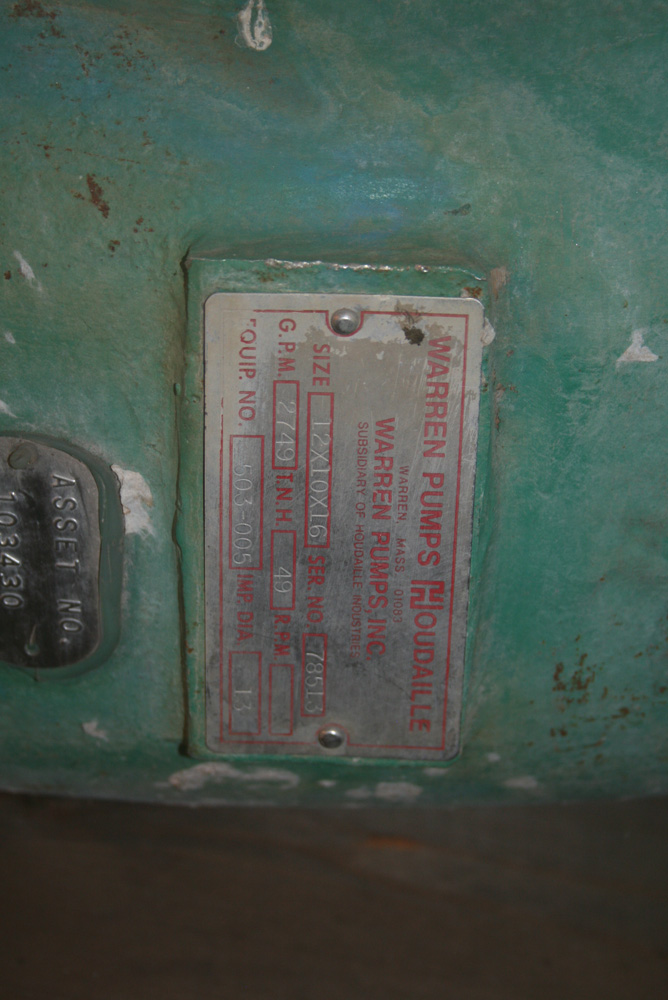 WARREN PUMPS HOUDAILLE
WARREN MASS 01083
WARREN PUMPS, INC.
SUBSIDIARY OF HOUDAILLE INDUSTRIES
SIZE 12X10X16 SER. NO. 78513
G.P.M. 2749 T.N.H. 49 R.P.M.
EQUIP. NO. 503-005 IMP. DIA. 13
ASSET NO.
103430